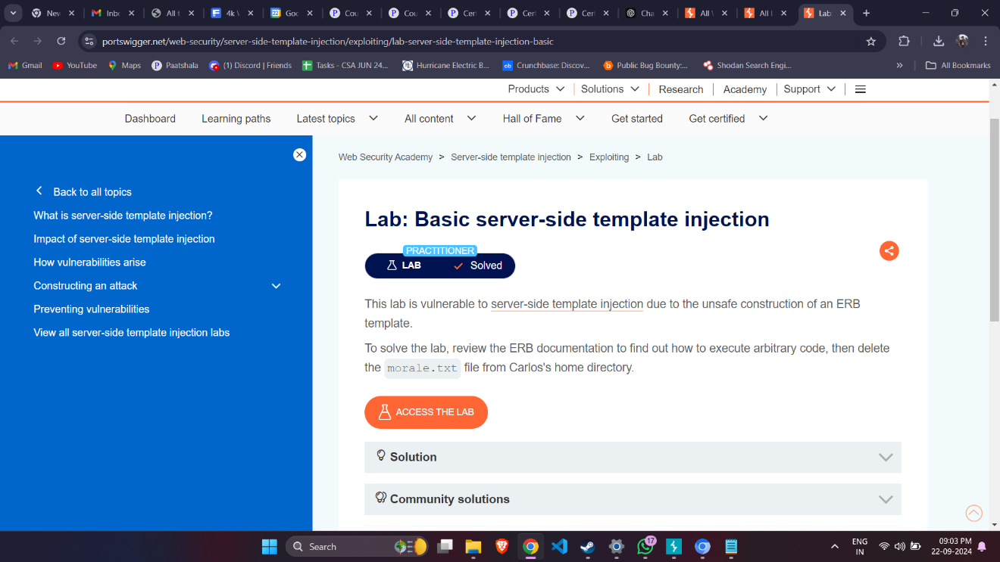 New
Inbo
All t
4k W
Goo
Cou
Cou
Cert
Cert
Cert
Cha
All V
All l
Lab
portswigger.net/web-security/server-side-template-injection/exploiting/lab-server-side-template-injection-basic
Gmail
YouTube
Maps
Paatshala
(1) Discord | Friends
Tasks - CSA JUN 24...
Hurricane Electric B...
Crunchbase: Discov...
Public Bug Bounty:...
Shodan Search Engi...
All Bookmarks
Products
Solutions
Research
Academy
Support
Dashboard
Learning paths
Latest topics
All content
Hall of Fame
Get started
Get certified
Back to all topics
What is server-side template injection?
Impact of server-side template injection
How vulnerabilities arise
Constructing an attack
Preventing vulnerabilities
View all server-side template injection labs
Web Security Academy > Server-side template injection > Exploiting > Lab
Lab: Basic server-side template injection
PRACTITIONER
LAB Solved
This lab is vulnerable to server-side template injection due to the unsafe construction of an ERB
template.
To solve the lab, review the ERB documentation to find out how to execute arbitrary code, then delete
the morale.txt file from Carlos's home directory.
ACCESS THE LAB
Solution
Community solutions
Search
17
ENG
IN
09:03 PM
22-09-2024